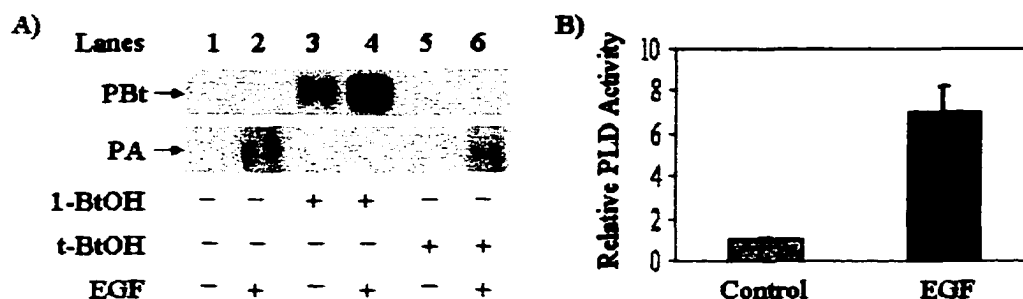 A)
Lanes 1 2 3 4 5 6
PBt
PA
1-BtOH - - + + - -
t-BtOH - - - - + +
EGF - + - + - +
B)
Relative PLD Activity
10
8
6
4
2
0
Control EGF